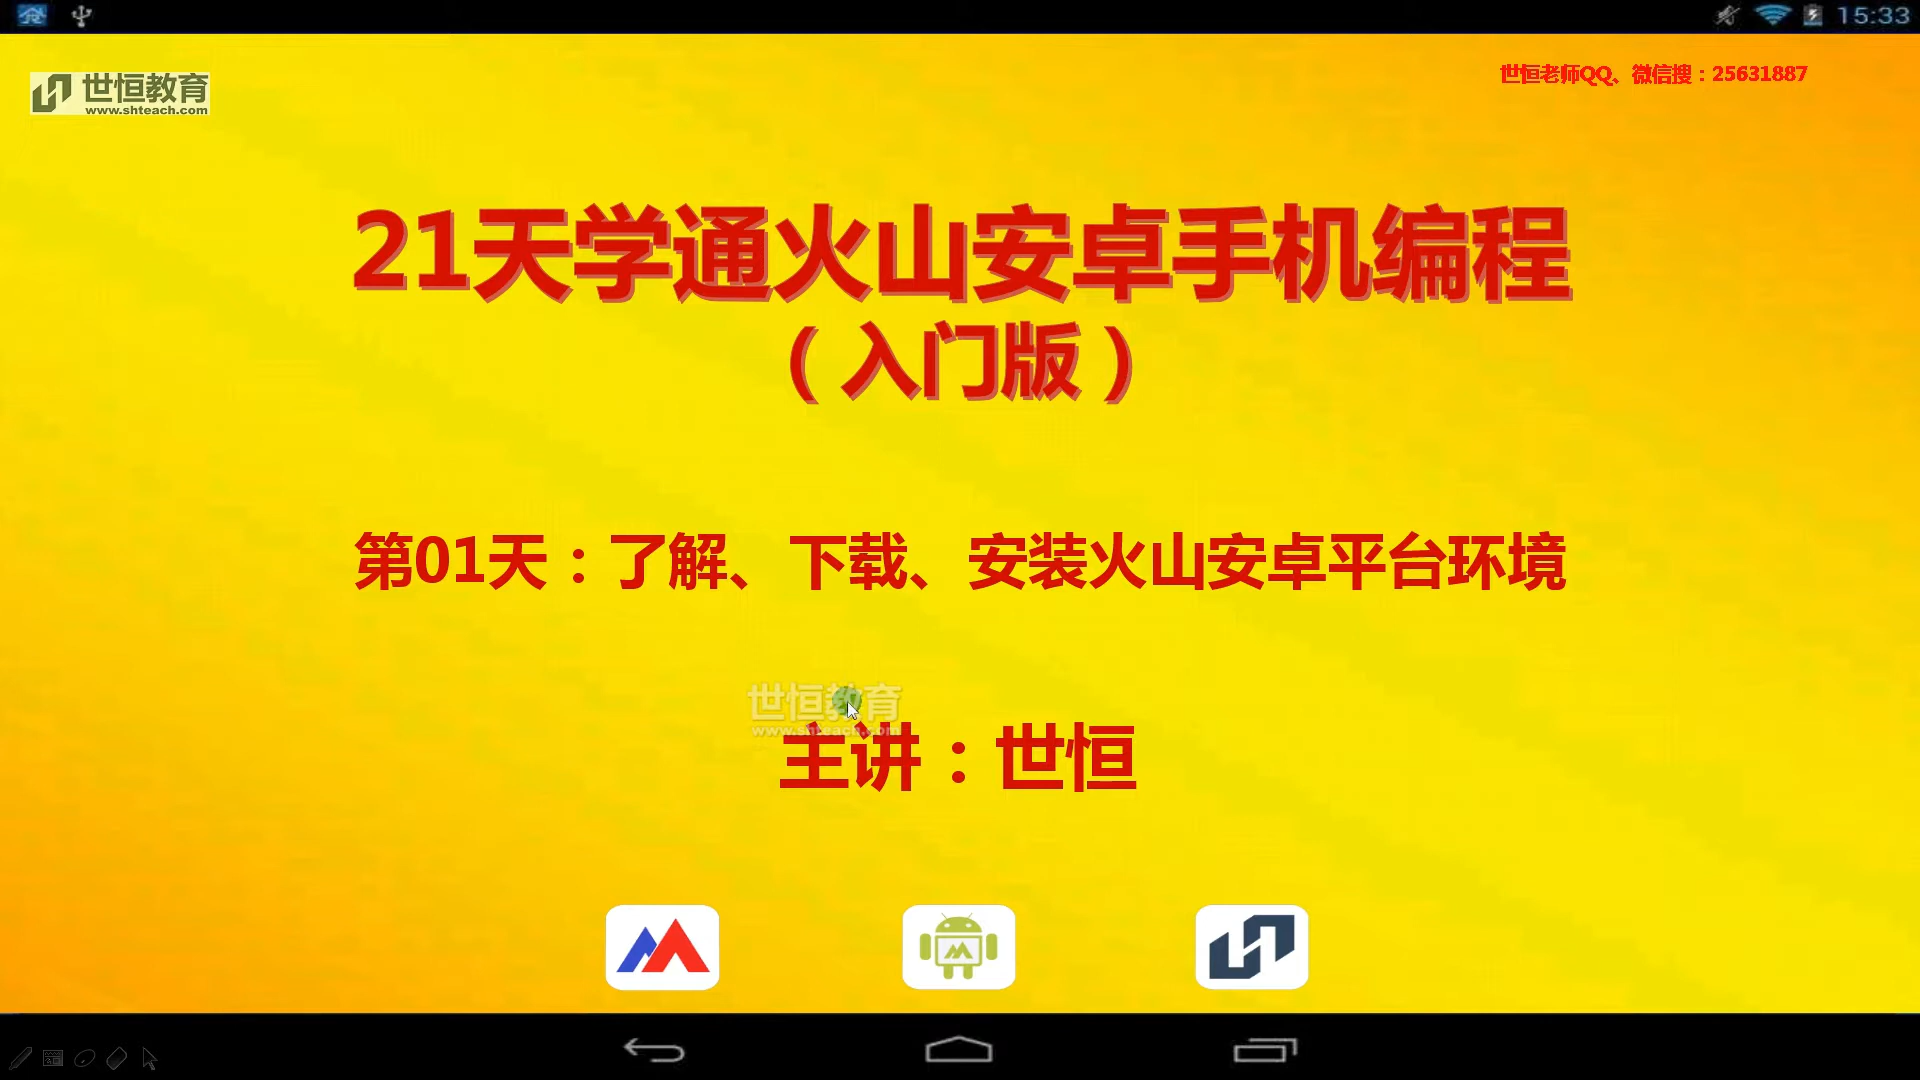 15:33
世恒教育
www.shteach.com
世恒老师QQ、微信搜：25631887
21天学通火山安卓手机编程
（入门版）
第01天：了解、下载、安装火山安卓平台环境
世恒教育
www.shteach.com
主讲：世恒